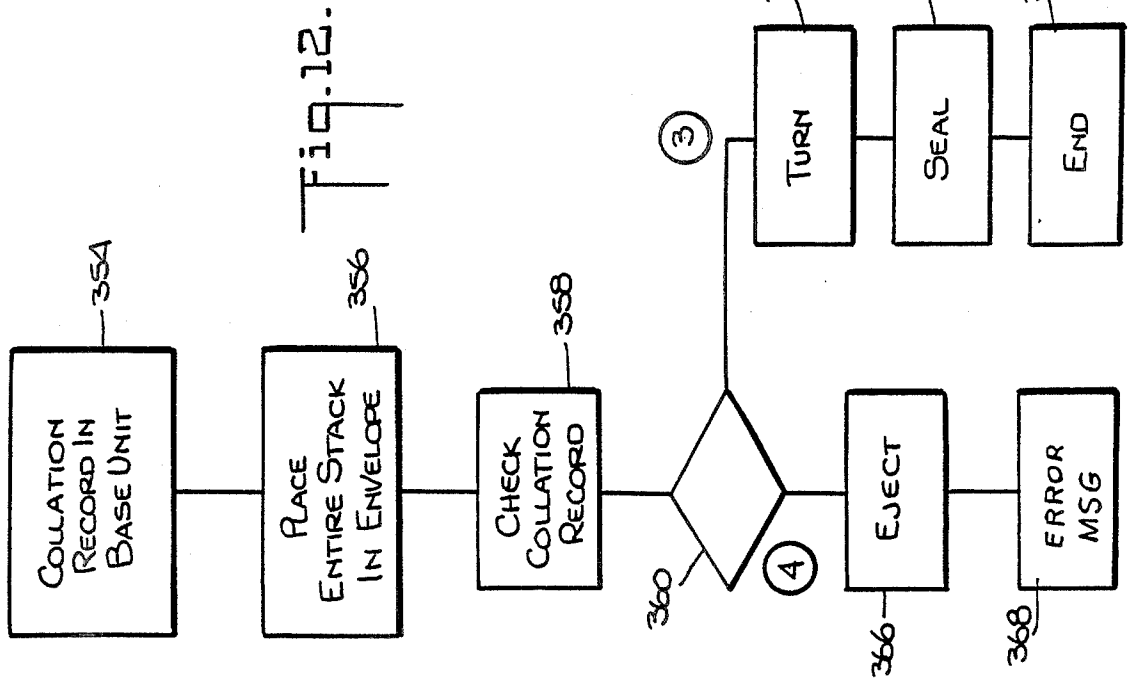 COLLATION
RECORD IN
BASE UNIT
354
Fig. 12.
PLACE
ENTIRE STACK
IN ENVELOPE
356
CHECK
COLLATION
RECORD
358
360
3
4
TURN
SEAL
END
EJECT
366
ERROR
MSG
368